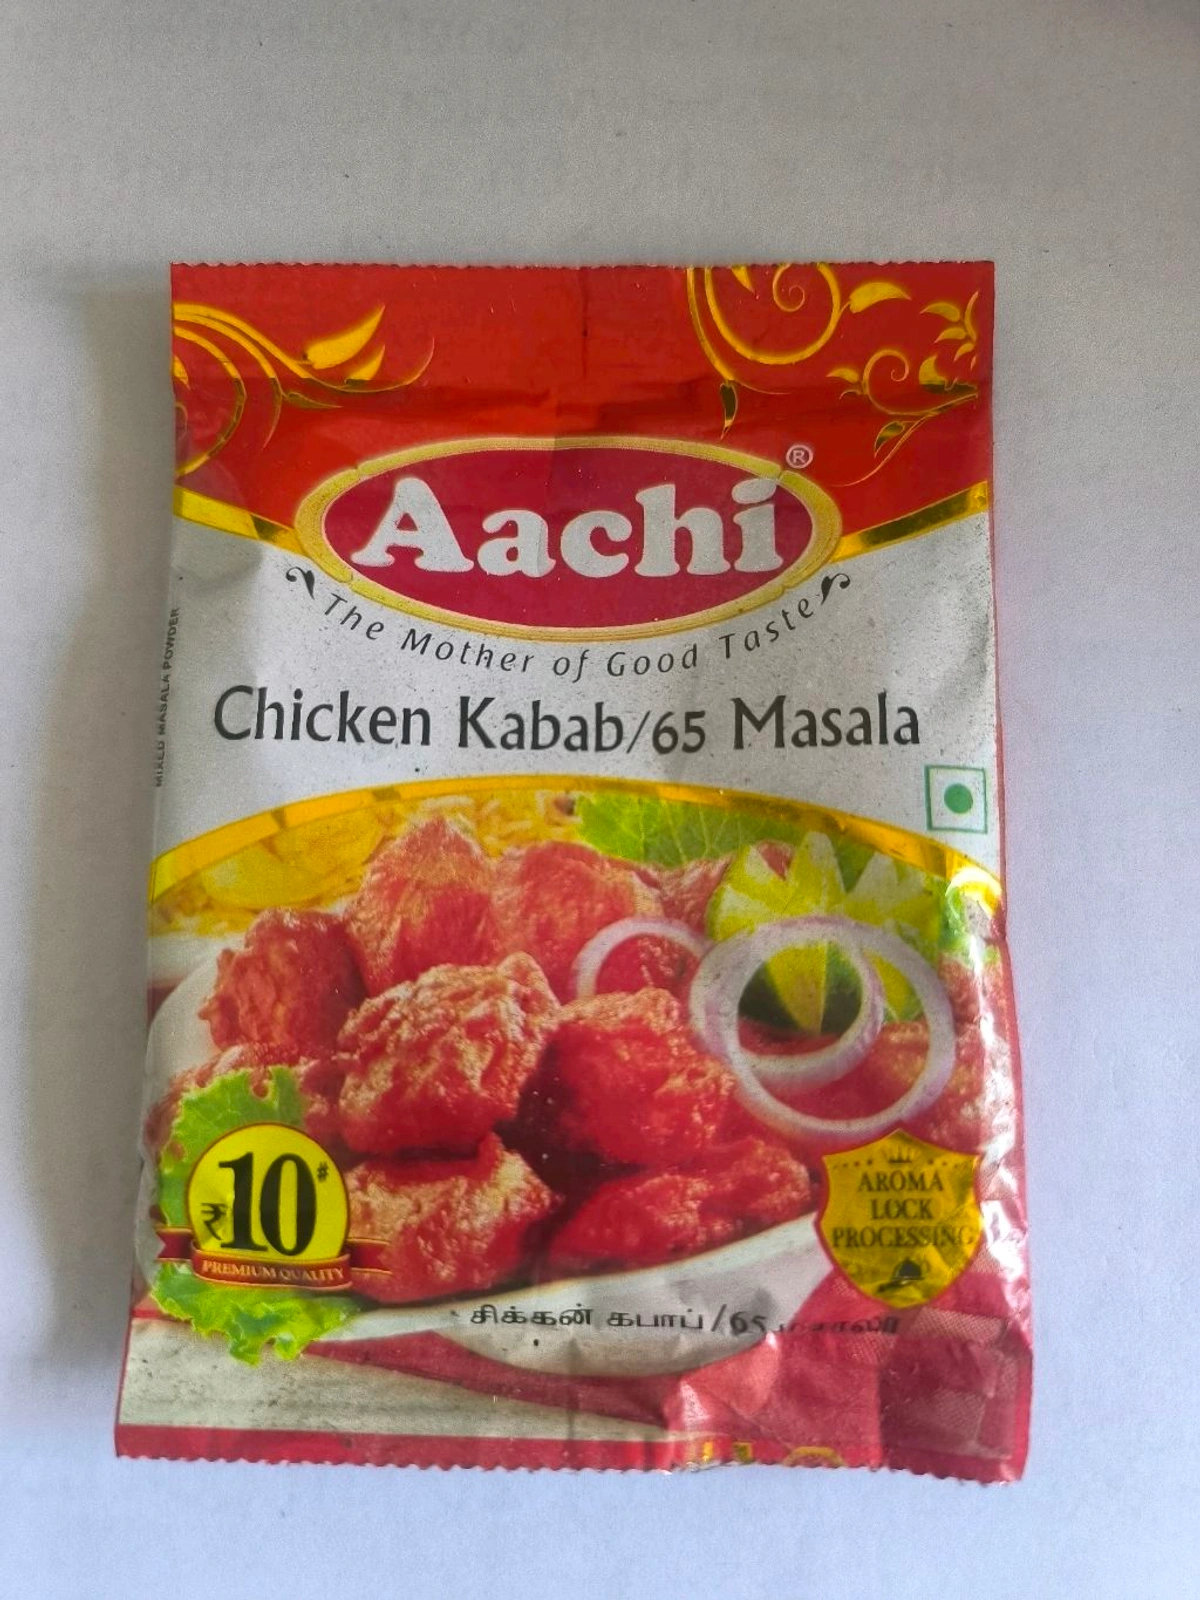 Aachi®
The Mother of Good Taste
MIXED MASALA POWDER
Chicken Kabab/65 Masala
₹10#
PREMIUM QUALITY
AROMA
LOCK
PROCESSING
சிக்கன் கபாப்/65